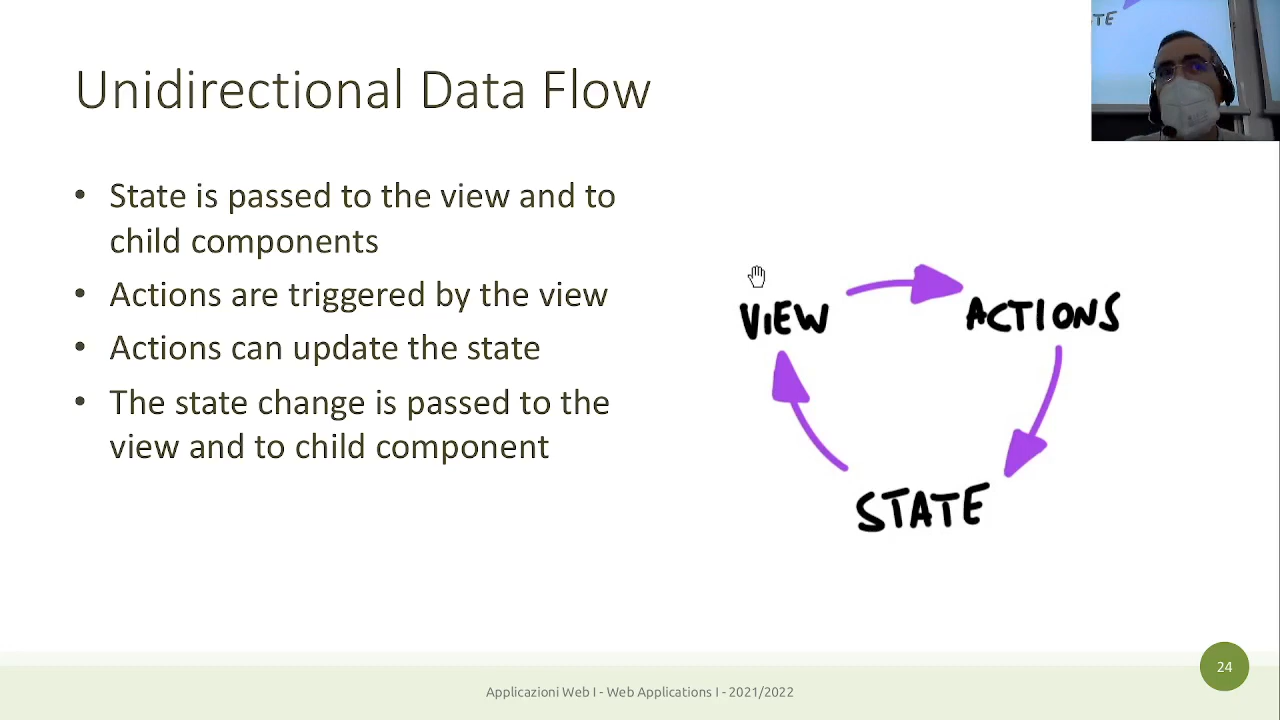 Unidirectional Data Flow
• State is passed to the view and to
child components
• Actions are triggered by the view
• Actions can update the state
• The state change is passed to the
view and to child component
VIEW
ACTIONS
STATE
TE
24
Applicazioni Web I - Web Applications I - 2021/2022